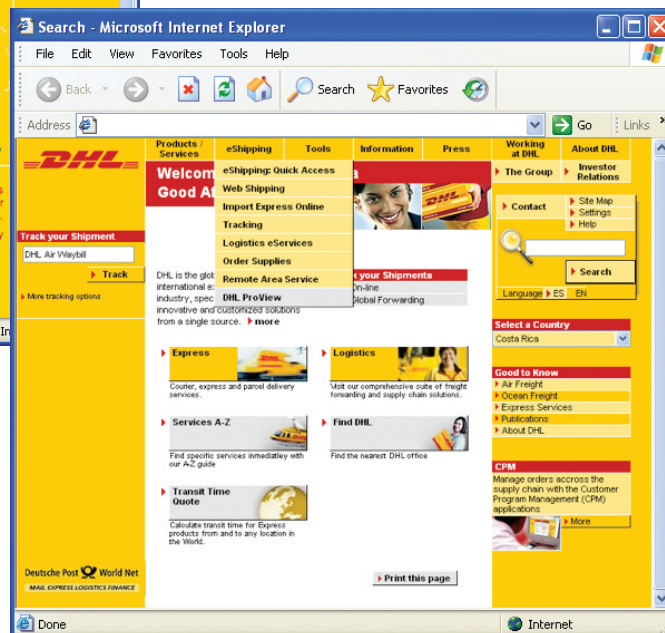 Search - Microsoft Internet Explorer
File Edit View Favorites Tools Help
Back Search Favorites
Address Go Links
Products / Services eShipping Tools Information Press Working at DHL About DHL
DHL
The Group Investor Relations
eShipping: Quick Access
Web Shipping
Import Express Online
Tracking
Logistics eServices
Order Supplies
Remote Area Service
DHL ProView
Contact
Site Map
Settings
Help
Search
Language ES EN
Track your Shipment
DHL Air Waybill
Track
More tracking options
DHL is the
industry,
innovative and customized solutions
from a single source. more
your Shipments
Global Forwarding
Select a Country
Costa Rica
Express
Courier, express and parcel delivery
services.
Logistics
Visit our comprehensive suite of freight
forwarding and supply chain solutions.
Services A-Z
Find specific services inmediatley with
our A-Z guide
Find DHL
Find the nearest DHL office
Transit Time
Quote
Calculate transit time for Express
products from and to any location in
the World.
Good to Know
Air Freight
Ocean Freight
Express Services
Publications
About DHL
CPM
Manage orders accross the
supply chain with the Customer
Program Management (CPM)
applications
More
Print this page
Deutsche Post World Net
MAIL EXPRESS LOGISTICS FINANCE
Done Internet